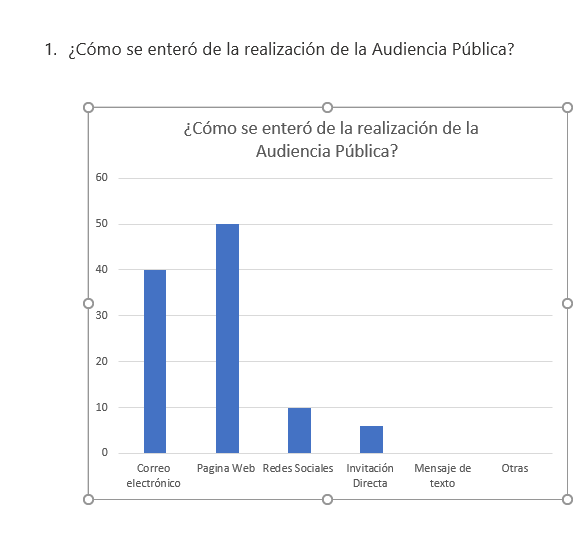 1. ¿Cómo se enteró de la realización de la Audiencia Pública?
¿Cómo se enteró de la realización de la
Audiencia Pública?
60
50
40
30
20
10
0
Correo electrónico
Pagina Web
Redes Sociales
Invitación Directa
Mensaje de texto
Otras